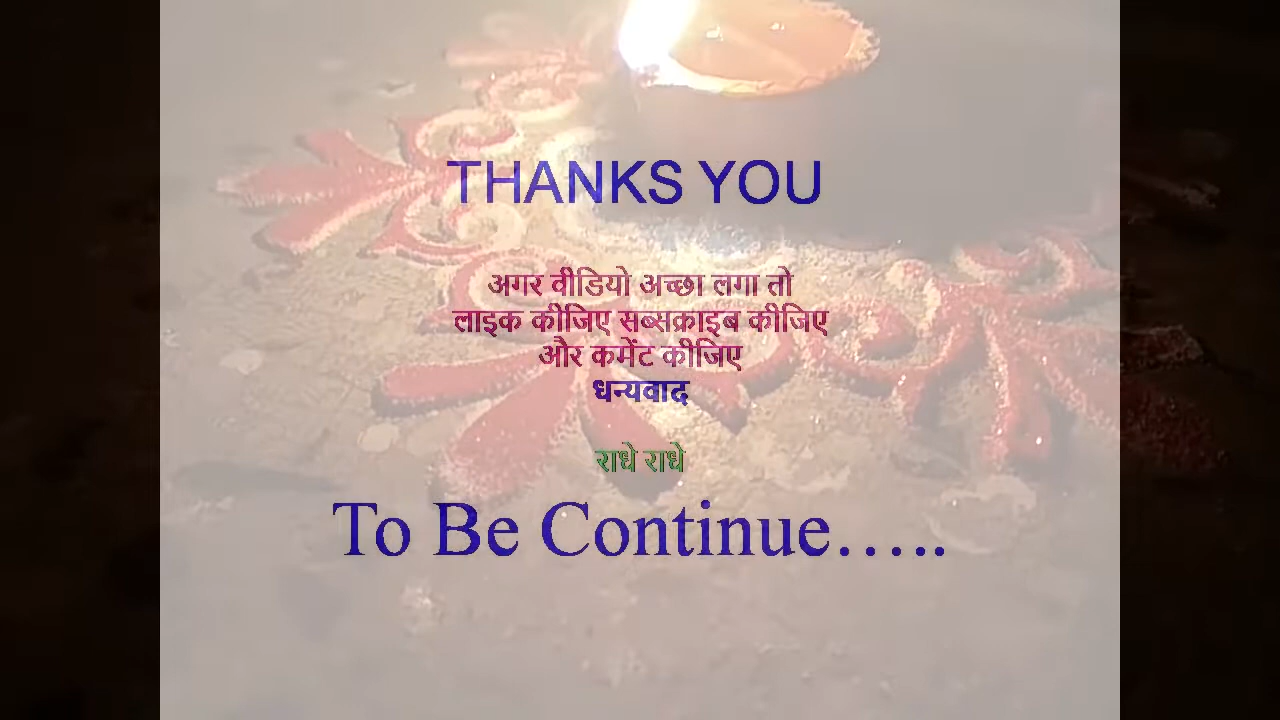 THANKS YOU
अगर वीडियो अच्छा लगा तो
लाइक कीजिए सब्सक्राइब कीजिए
और कमेंट कीजिए
धन्यवाद
राधे राधे
To Be Continue…..